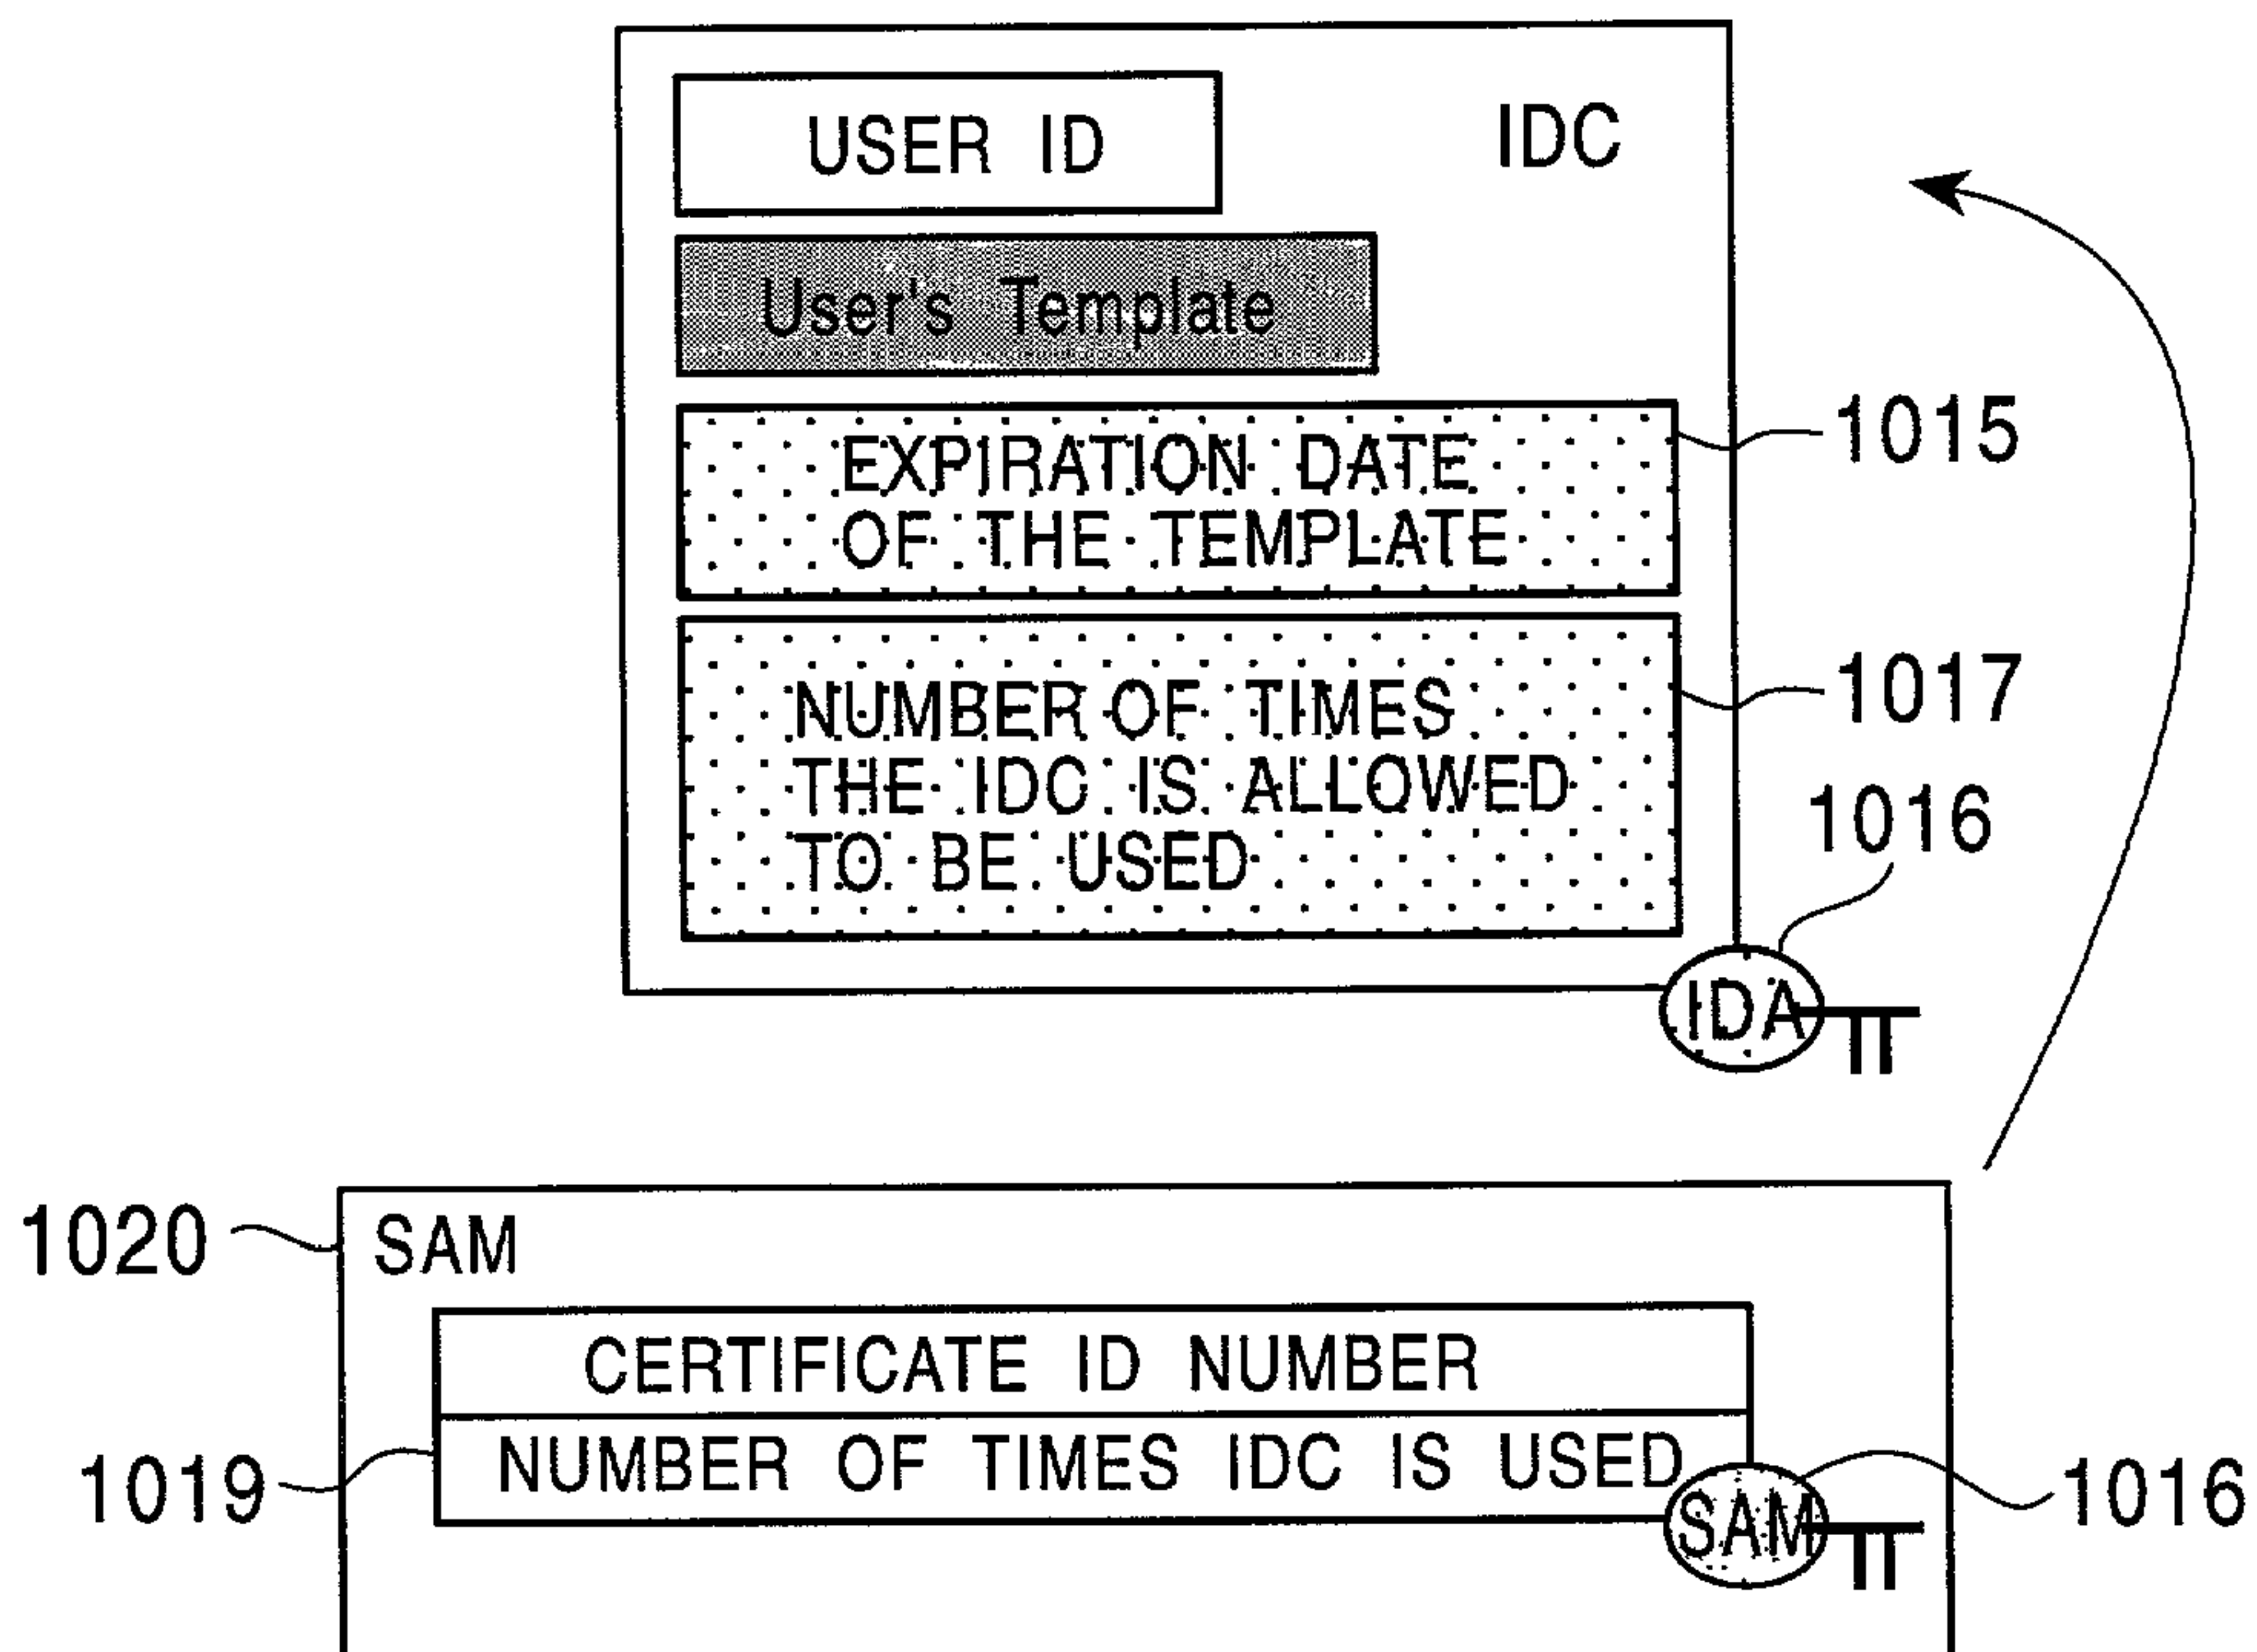 USER ID
IDC
User's Template
EXPIRATION DATE
OF THE TEMPLATE
1015
NUMBER OF TIMES
THE IDC IS ALLOWED
TO BE USED
1017
1016
IDA
1020
SAM
CERTIFICATE ID NUMBER
NUMBER OF TIMES IDC IS USED
1019
SAM
1016